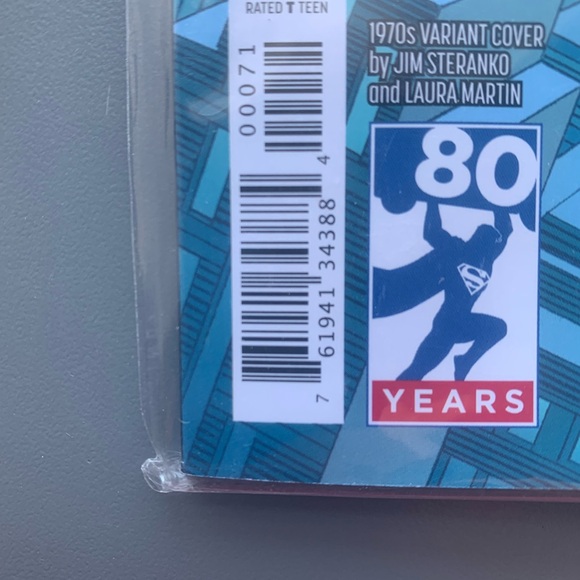 RATED T TEEN
1970s VARIANT COVER
by JIM STERANKO
and LAURA MARTIN
00071
7 61941 34388 4
80
S
YEARS